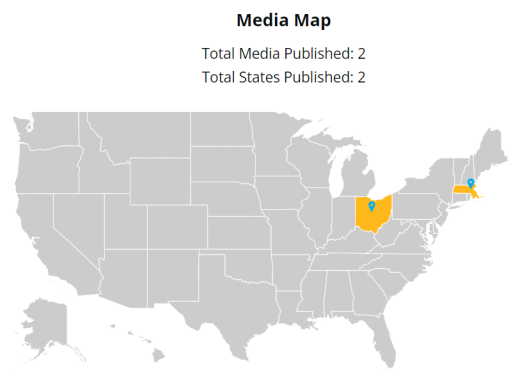 Media Map
Total Media Published: 2
Total States Published: 2